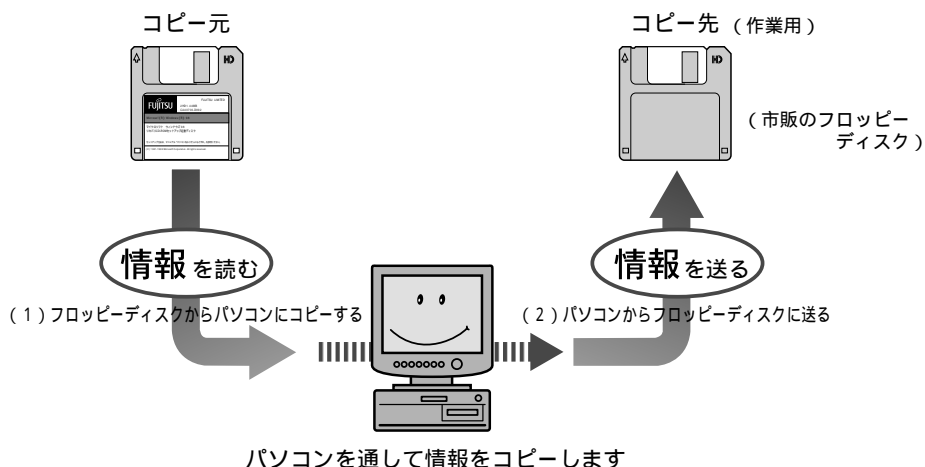 コピー元
コピー先（作業用）
HD
HD
FUJITSU
FUJITSU LIMITED
（市販のフロッピー
ディスク）
情報を読む
情報を送る
（1）フロッピーディスクからパソコンにコピーする
（2）パソコンからフロッピーディスクに送る
パソコンを通して情報をコピーします